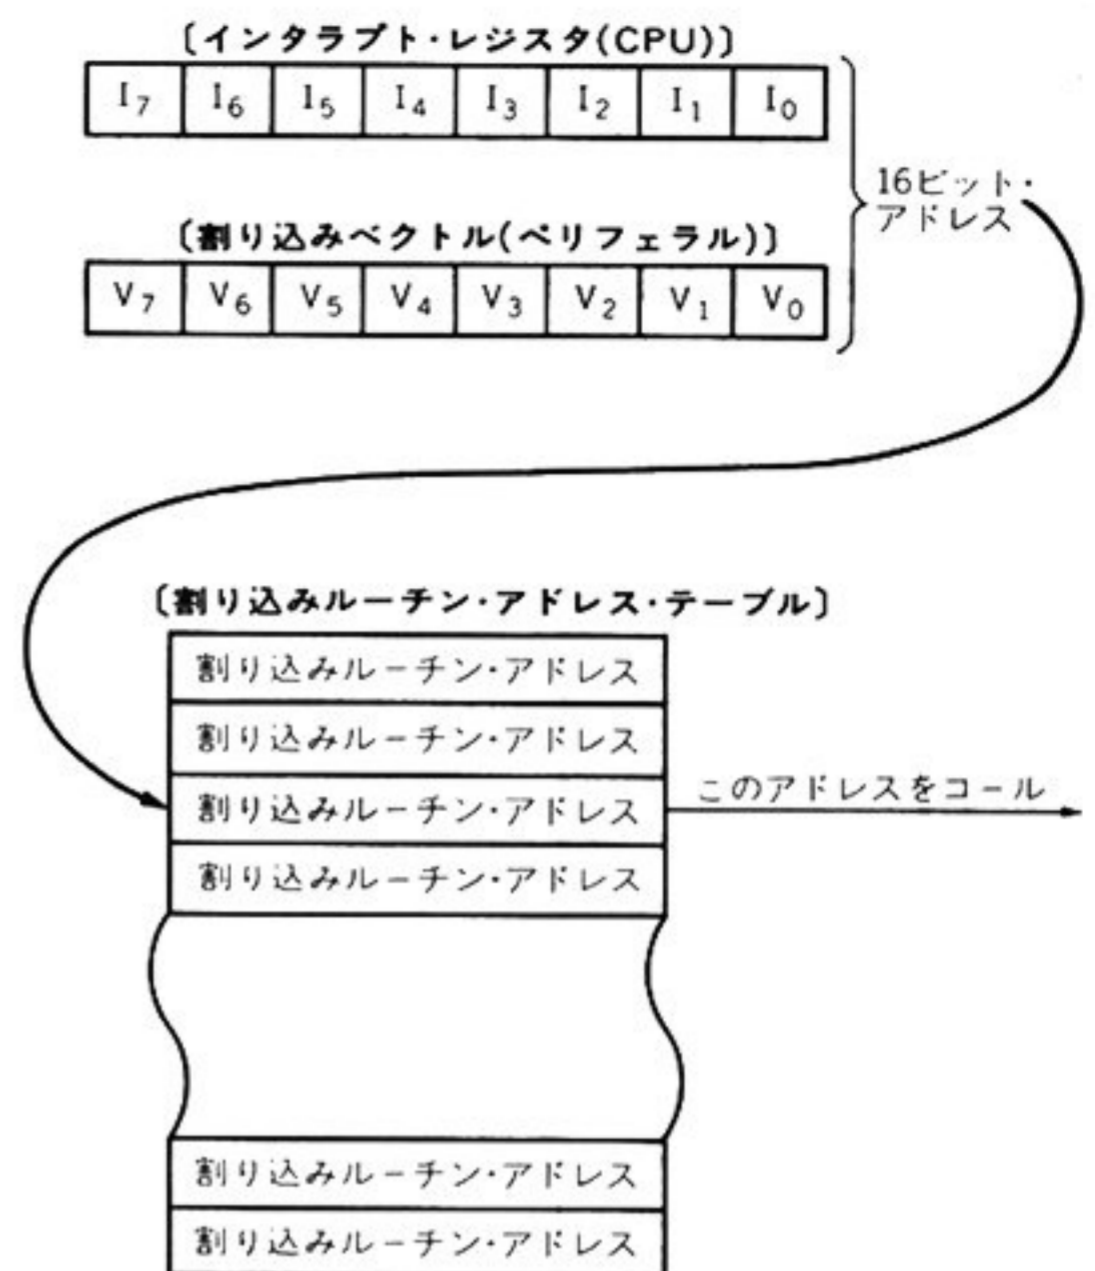 〔インタラプト・レジスタ(CPU)〕
I₇ I₆ I₅ I₄ I₃ I₂ I₁ I₀
16ビット・
アドレス
〔割り込みベクトル(ペリフェラル)〕
V₇ V₆ V₅ V₄ V₃ V₂ V₁ V₀
〔割り込みルーチン・アドレス・テーブル〕
割り込みルーチン・アドレス
割り込みルーチン・アドレス
割り込みルーチン・アドレス
このアドレスをコール
割り込みルーチン・アドレス
割り込みルーチン・アドレス
割り込みルーチン・アドレス